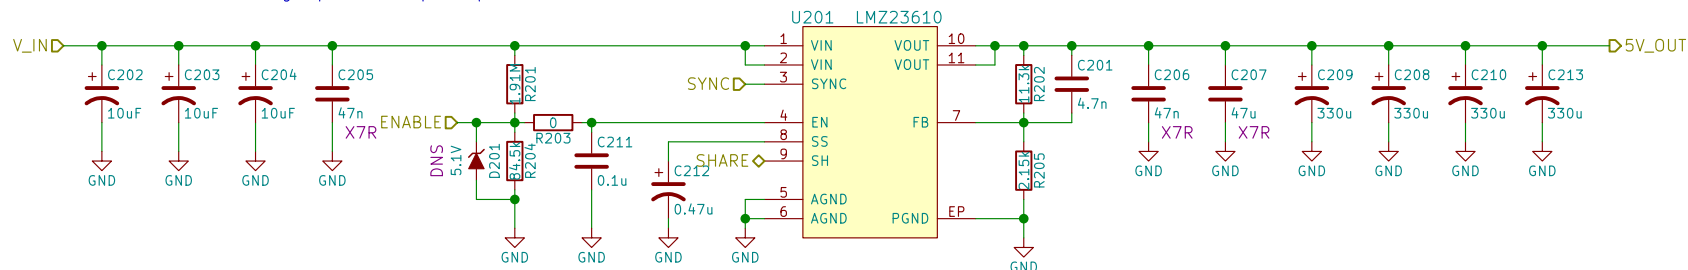 U201 LMZ23610
V_IN
5V_OUT
1 VIN
2 VIN
3 SYNC
4 EN
8 SS
9 SH
5 AGND
6 AGND
VOUT 10
VOUT 11
FB 7
PGND EP
SYNC
ENABLE
SHARE
+ C202
10uF
GND
+ C203
10uF
GND
+ C204
10uF
GND
C205
47n
X7R
GND
1.91M
R201
0
R203
84.5k
R204
DNS
5.1V
D201
GND
C211
0.1u
GND
+ C212
0.47u
GND
GND
11.3k
R202
C201
4.7n
2.15k
R205
GND
C206
47n
X7R
GND
C207
47u
X7R
GND
+ C209
330u
GND
+ C208
330u
GND
+ C210
330u
GND
+ C213
330u
GND